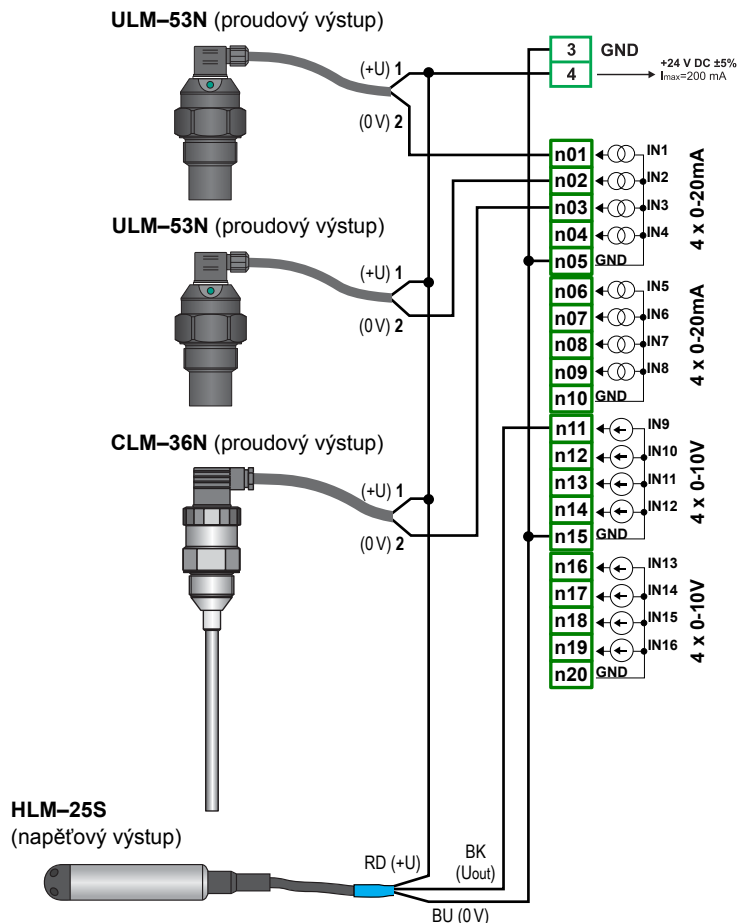 ULM–53N (proudový výstup)
(+U) 1
(0 V) 2
3 GND
4
+24 V DC ±5%
Imax=200 mA
n01 IN1
n02 IN2
n03 IN3
n04 IN4
n05 GND
4 x 0-20mA
ULM–53N (proudový výstup)
(+U) 1
(0 V) 2
n06 IN5
n07 IN6
n08 IN7
n09 IN8
n10 GND
4 x 0-20mA
CLM–36N (proudový výstup)
(+U) 1
(0 V) 2
n11 IN9
n12 IN10
n13 IN11
n14 IN12
n15 GND
4 x 0-10V
n16 IN13
n17 IN14
n18 IN15
n19 IN16
n20 GND
4 x 0-10V
HLM–25S
(napěťový výstup)
RD (+U)
BK
(Uout)
BU (0 V)